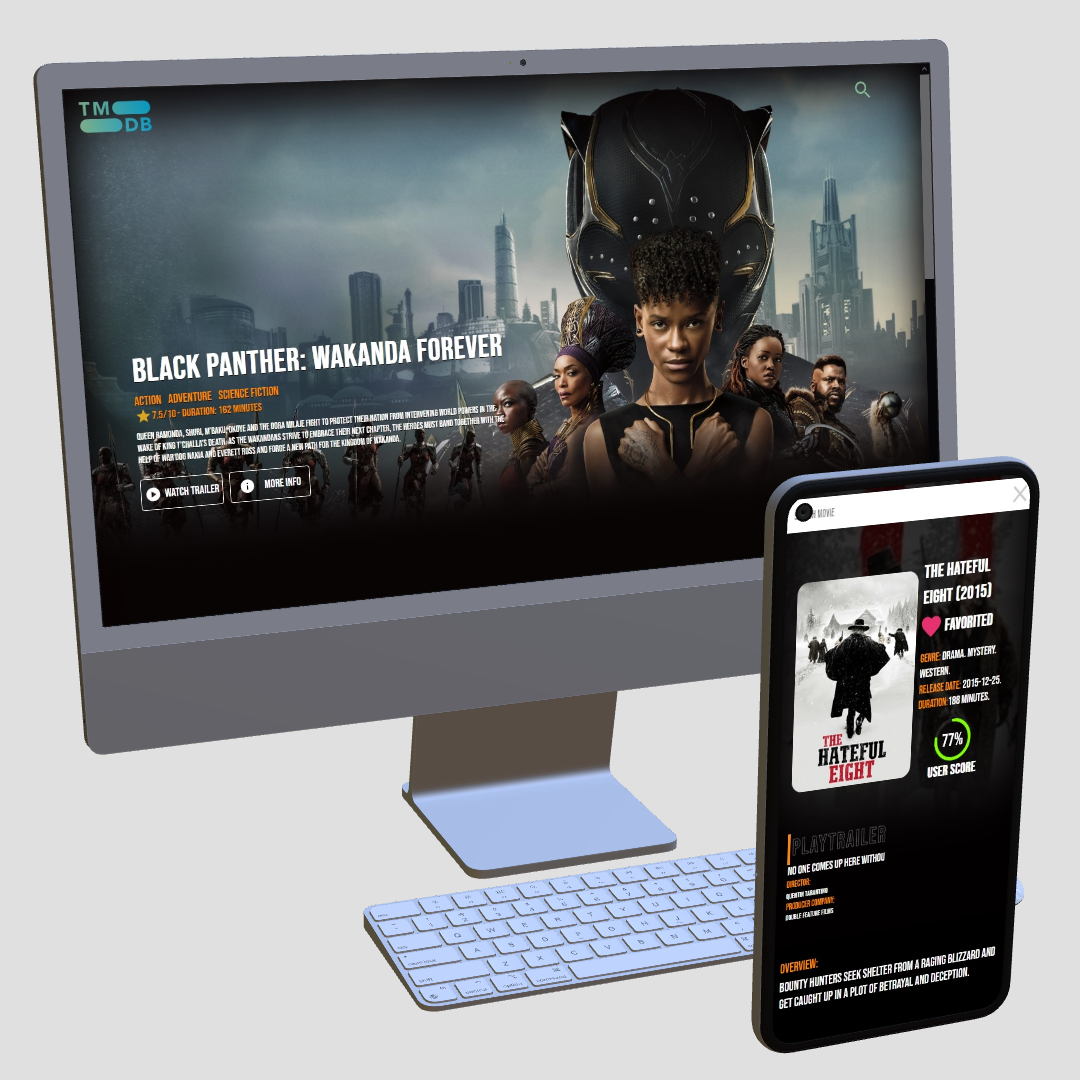 TM
DB
BLACK PANTHER: WAKANDA FOREVER
ACTION ADVENTURE SCIENCE FICTION
7.5/10 - DURATION: 162 MINUTES
QUEEN RAMONDA, SHURI, M'BAKU, OKOYE AND THE DORA MILAJE FIGHT TO PROTECT THEIR NATION FROM INTERVENING WORLD POWERS IN THE
WAKE OF KING T'CHALLA'S DEATH. AS THE WAKANDANS STRIVE TO EMBRACE THEIR NEXT CHAPTER, THE HEROES MUST BAND TOGETHER WITH THE
HELP OF WAR DOG NAKIA AND EVERETT ROSS AND FORGE A NEW PATH FOR THE KINGDOM OF WAKANDA.
WATCH TRAILER
MORE INFO
MOVIE
X
THE HATEFUL
EIGHT (2015)
FAVORITED
GENRE: DRAMA. MYSTERY.
WESTERN.
RELEASE DATE: 2015-12-25.
DURATION: 188 MINUTES.
77%
USER SCORE
THE
HATEFUL
EIGHT
PLAYTRAILER
NO ONE COMES UP HERE WITHOU
DIRECTOR:
QUENTIN TARANTINO
PRODUCER COMPANY:
DOUBLE FEATURE FILMS
OVERVIEW:
BOUNTY HUNTERS SEEK SHELTER FROM A RAGING BLIZZARD AND
GET CAUGHT UP IN A PLOT OF BETRAYAL AND DECEPTION.